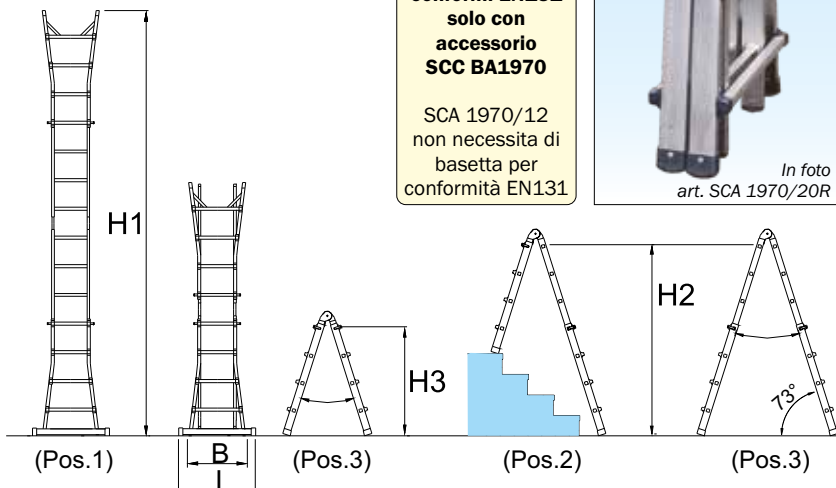 solo con
accessorio
SCC BA1970
SCA 1970/12
non necessita di
basetta per
conformità EN131
In foto
art. SCA 1970/20R
H1
H3
H2
73°
(Pos.1)
B
(Pos.3)
(Pos.2)
(Pos.3)